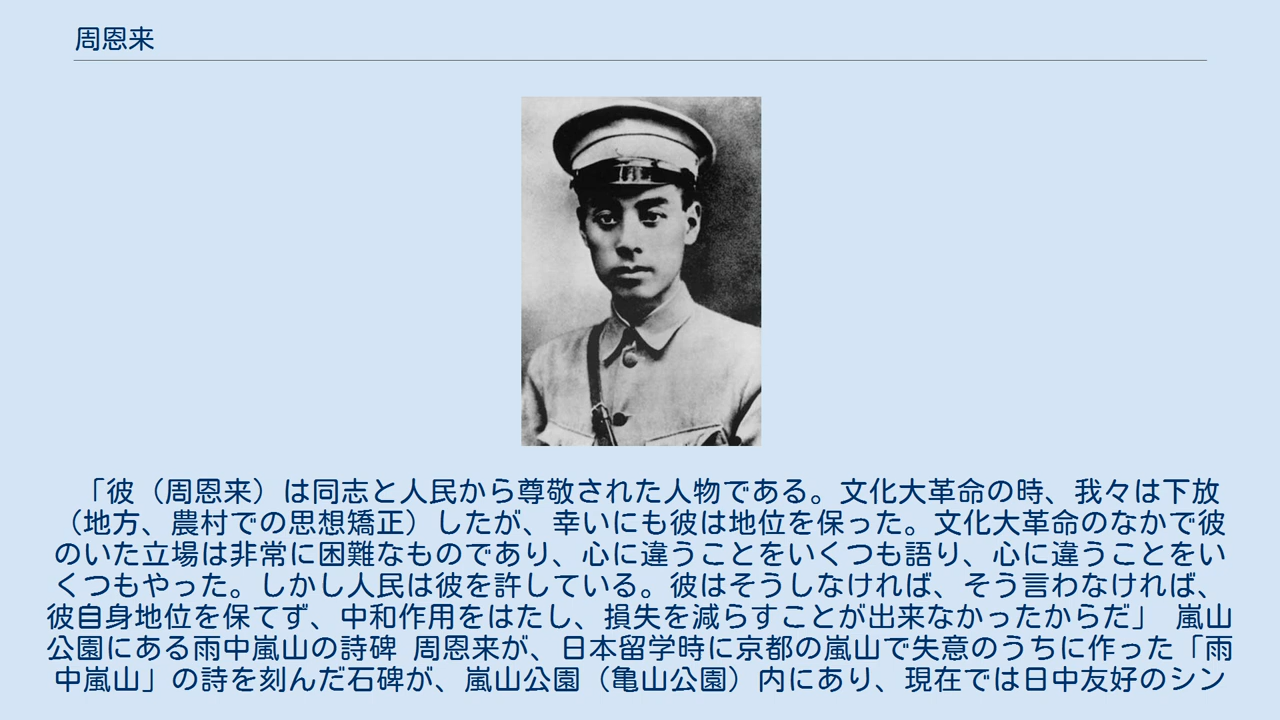 周恩来
「彼（周恩来）は同志と人民から尊敬された人物である。文化大革命の時、我々は下放
（地方、農村での思想矯正）したが、幸いにも彼は地位を保った。文化大革命のなかで彼
のいた立場は非常に困難なものであり、心に違うことをいくつも語り、心に違うことをい
くつもやった。しかし人民は彼を許している。彼はそうしなければ、そう言わなければ、
彼自身地位を保てず、中和作用をはたし、損失を減らすことが出来なかったからだ」 嵐山
公園にある雨中嵐山の詩碑 周恩来が、日本留学時に京都の嵐山で失意のうちに作った「雨
中嵐山」の詩を刻んだ石碑が、嵐山公園（亀山公園）内にあり、現在では日中友好のシン